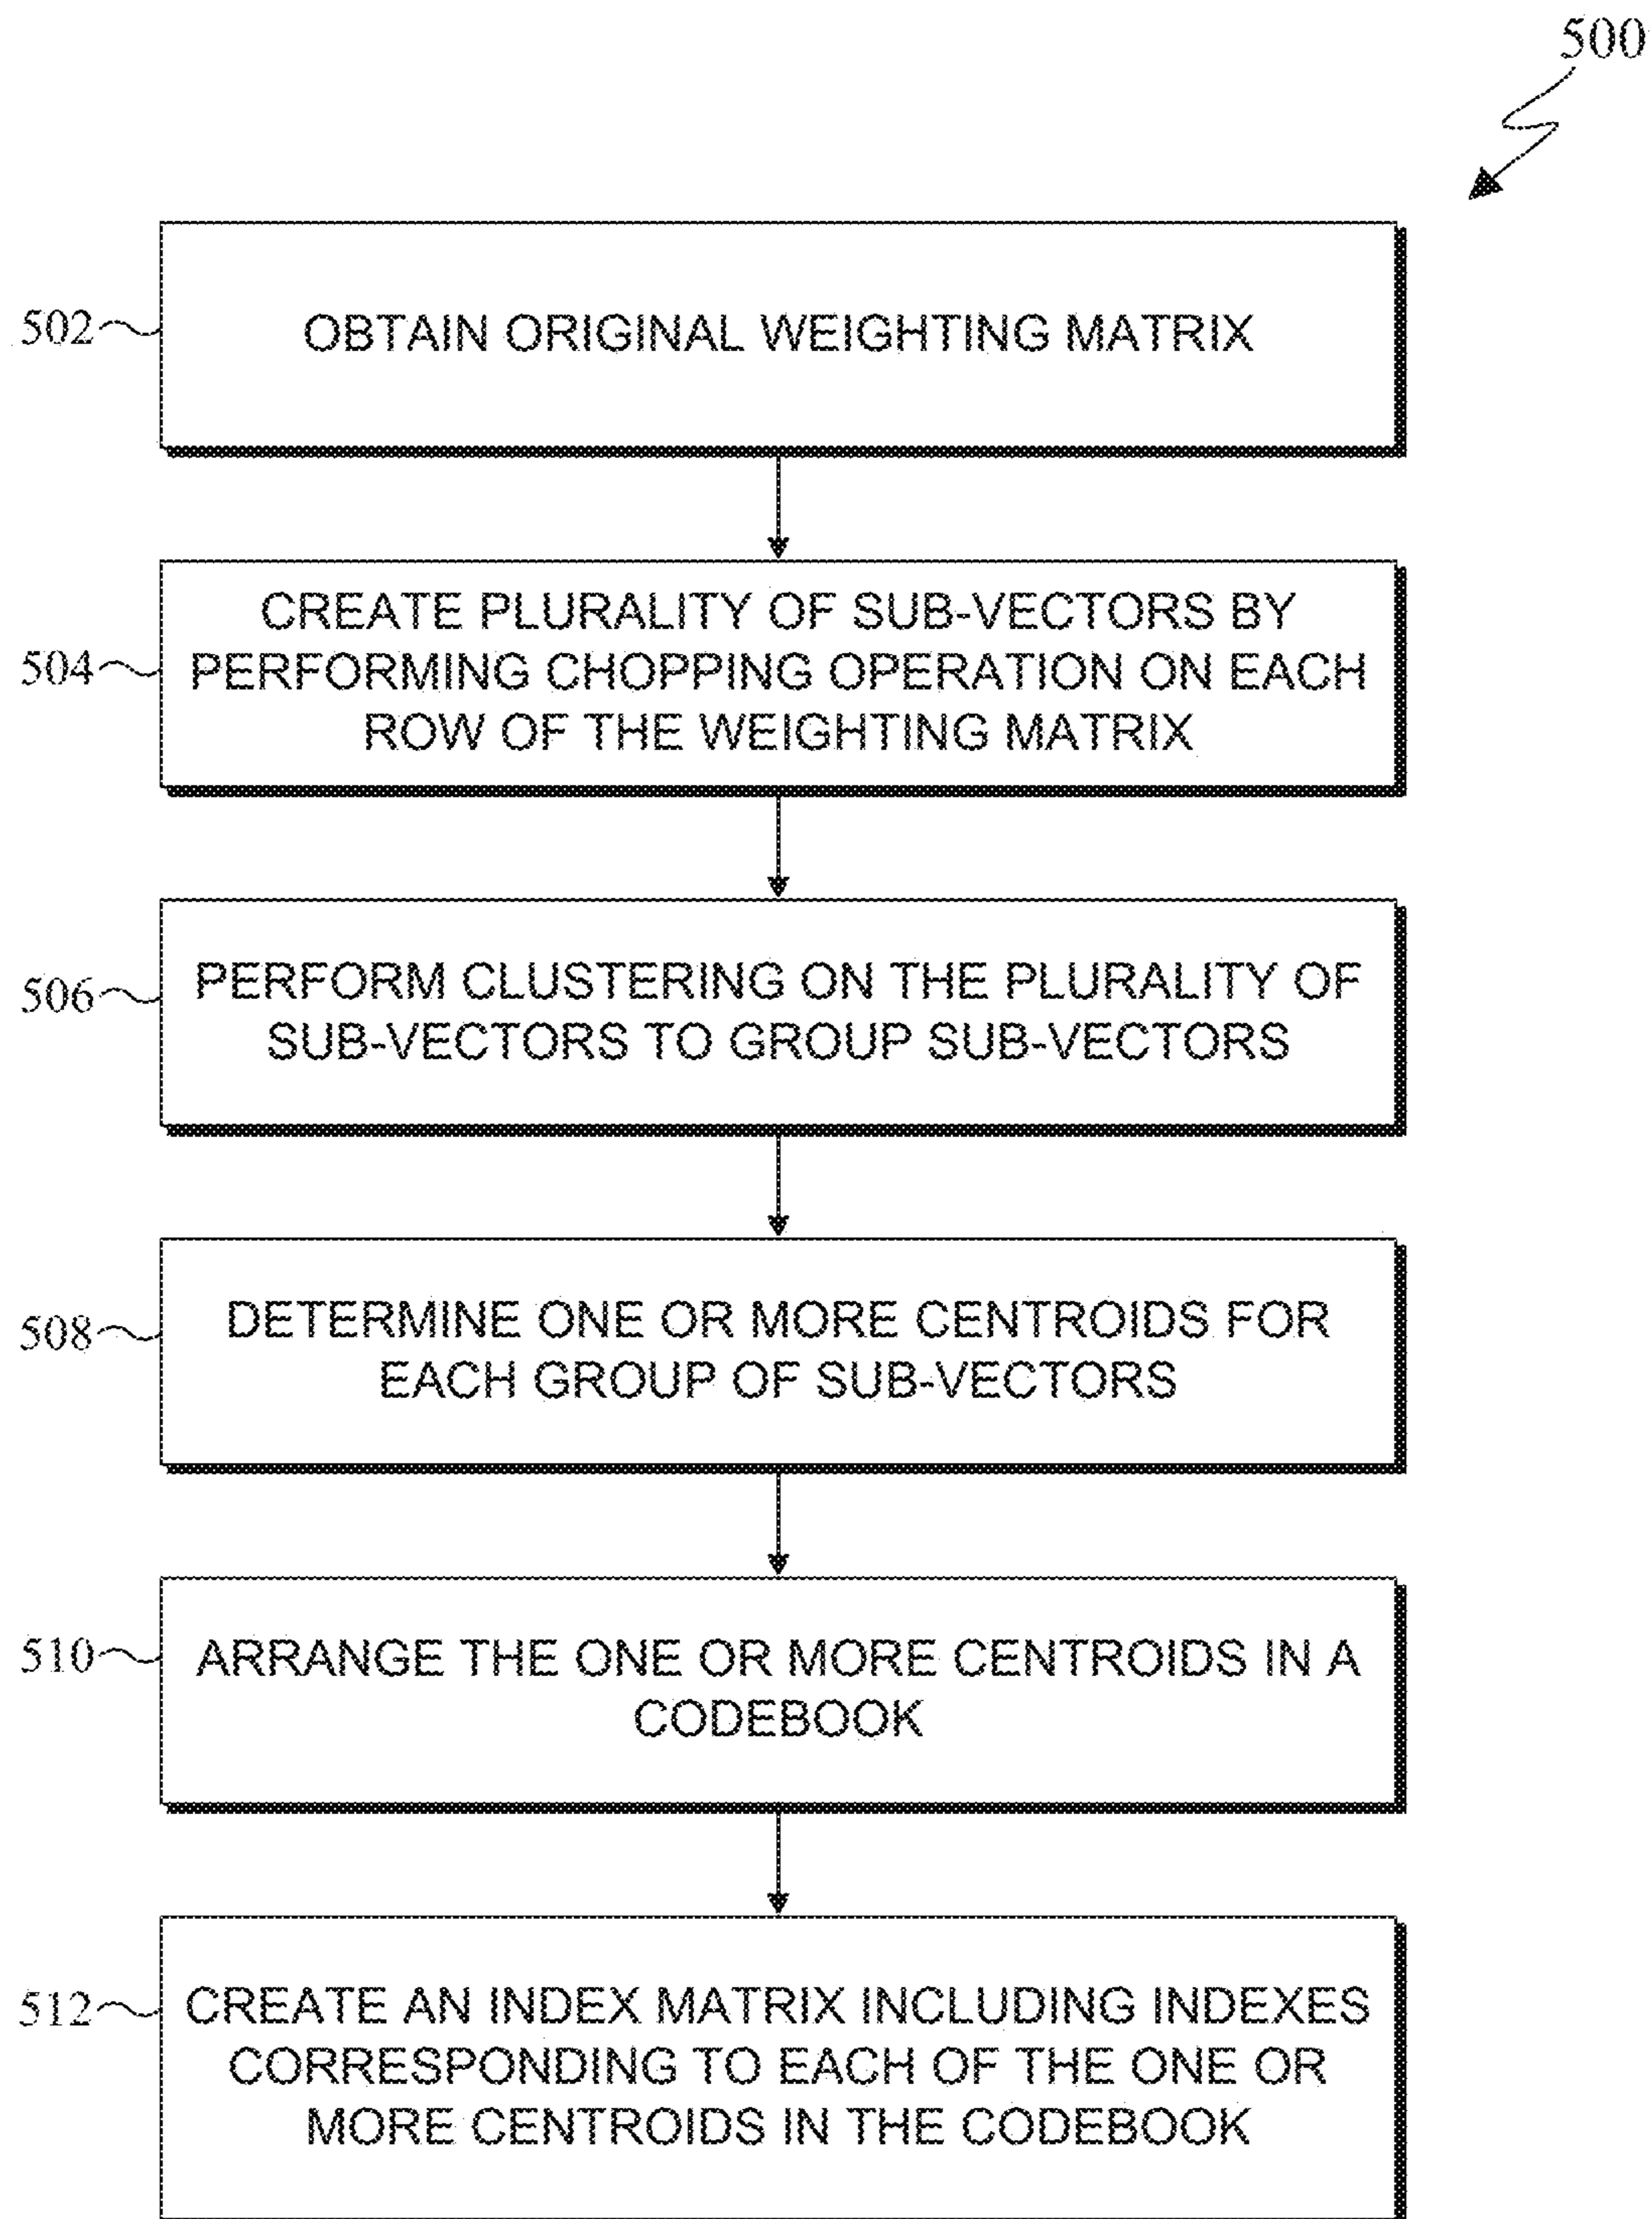 500
502
OBTAIN ORIGINAL WEIGHTING MATRIX
504
CREATE PLURALITY OF SUB-VECTORS BY
PERFORMING CHOPPING OPERATION ON EACH
ROW OF THE WEIGHTING MATRIX
506
PERFORM CLUSTERING ON THE PLURALITY OF
SUB-VECTORS TO GROUP SUB-VECTORS
508
DETERMINE ONE OR MORE CENTROIDS FOR
EACH GROUP OF SUB-VECTORS
510
ARRANGE THE ONE OR MORE CENTROIDS IN A
CODEBOOK
512
CREATE AN INDEX MATRIX INCLUDING INDEXES
CORRESPONDING TO EACH OF THE ONE OR
MORE CENTROIDS IN THE CODEBOOK